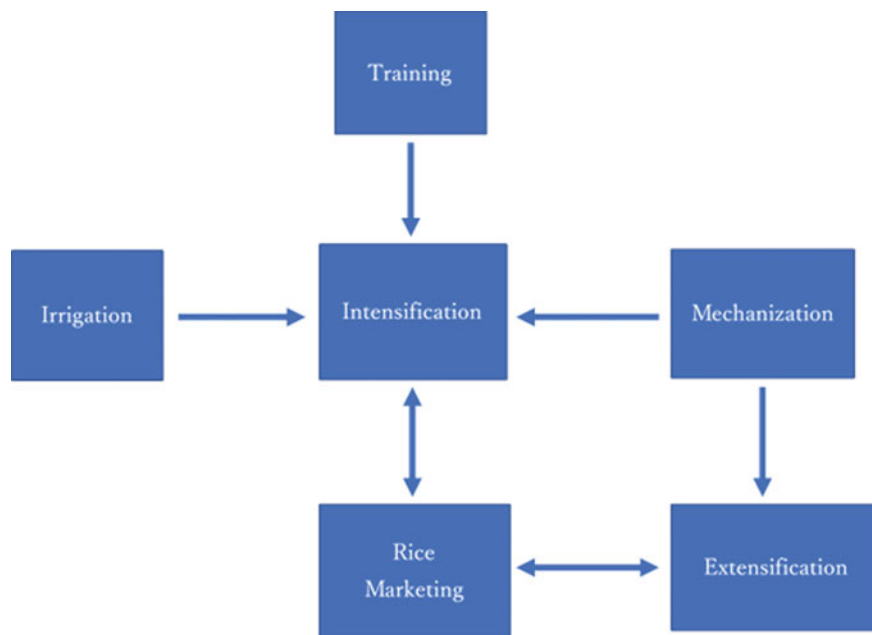 Training
Irrigation
Intensification
Mechanization
Rice
Marketing
Extensification